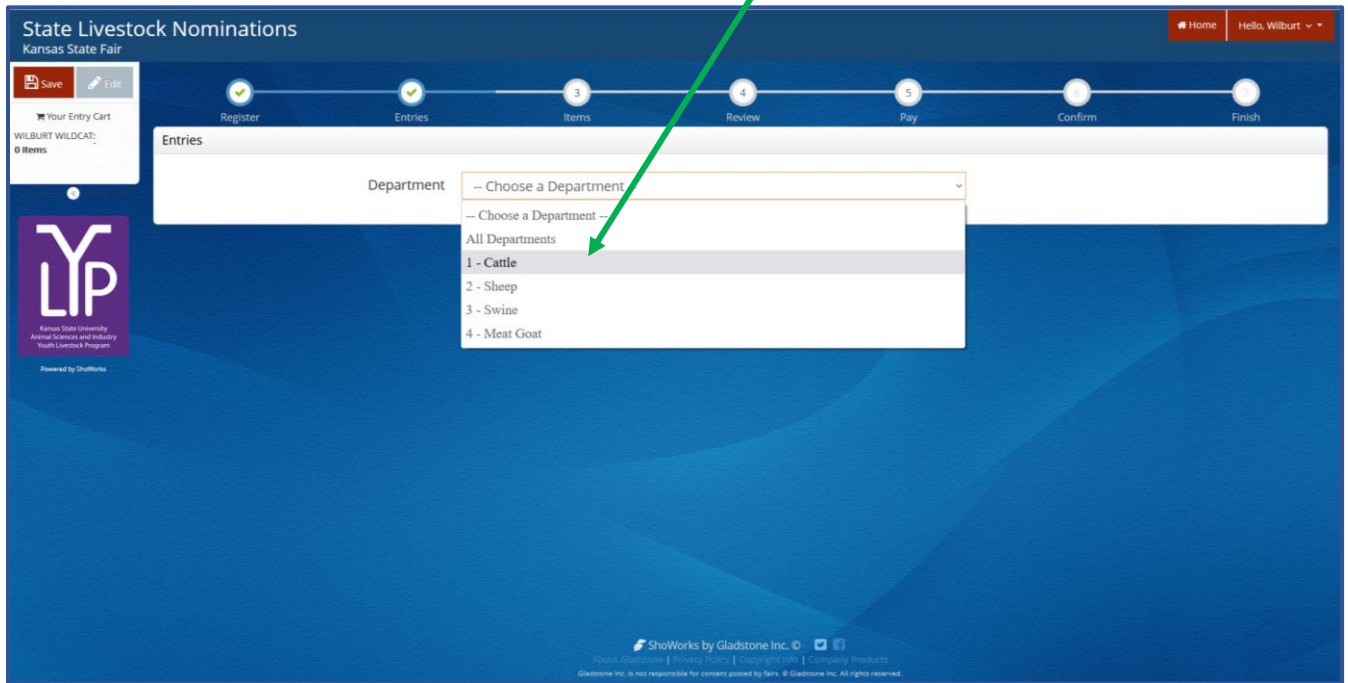 State Livestock Nominations
Kansas State Fair
Home
Hello, Wilburt
Save
Edit
Your Entry Cart
WILBURT WILDCAT:
0 Items
3
4
5
6
7
Register
Entries
Items
Review
Pay
Confirm
Finish
Entries
Department
-- Choose a Department
-- Choose a Department --
All Departments
1 - Cattle
2 - Sheep
3 - Swine
4 - Meat Goat
YLP
Kansas State University
Animal Sciences and Industry
Youth Livestock Program
Powered by ShoWorks
ShoWorks by Gladstone Inc. ©
About Gladstone | Privacy Policy | Copyright Info | Company Products
Gladstone Inc. is not responsible for content posted by fairs. © Gladstone Inc. All rights reserved.